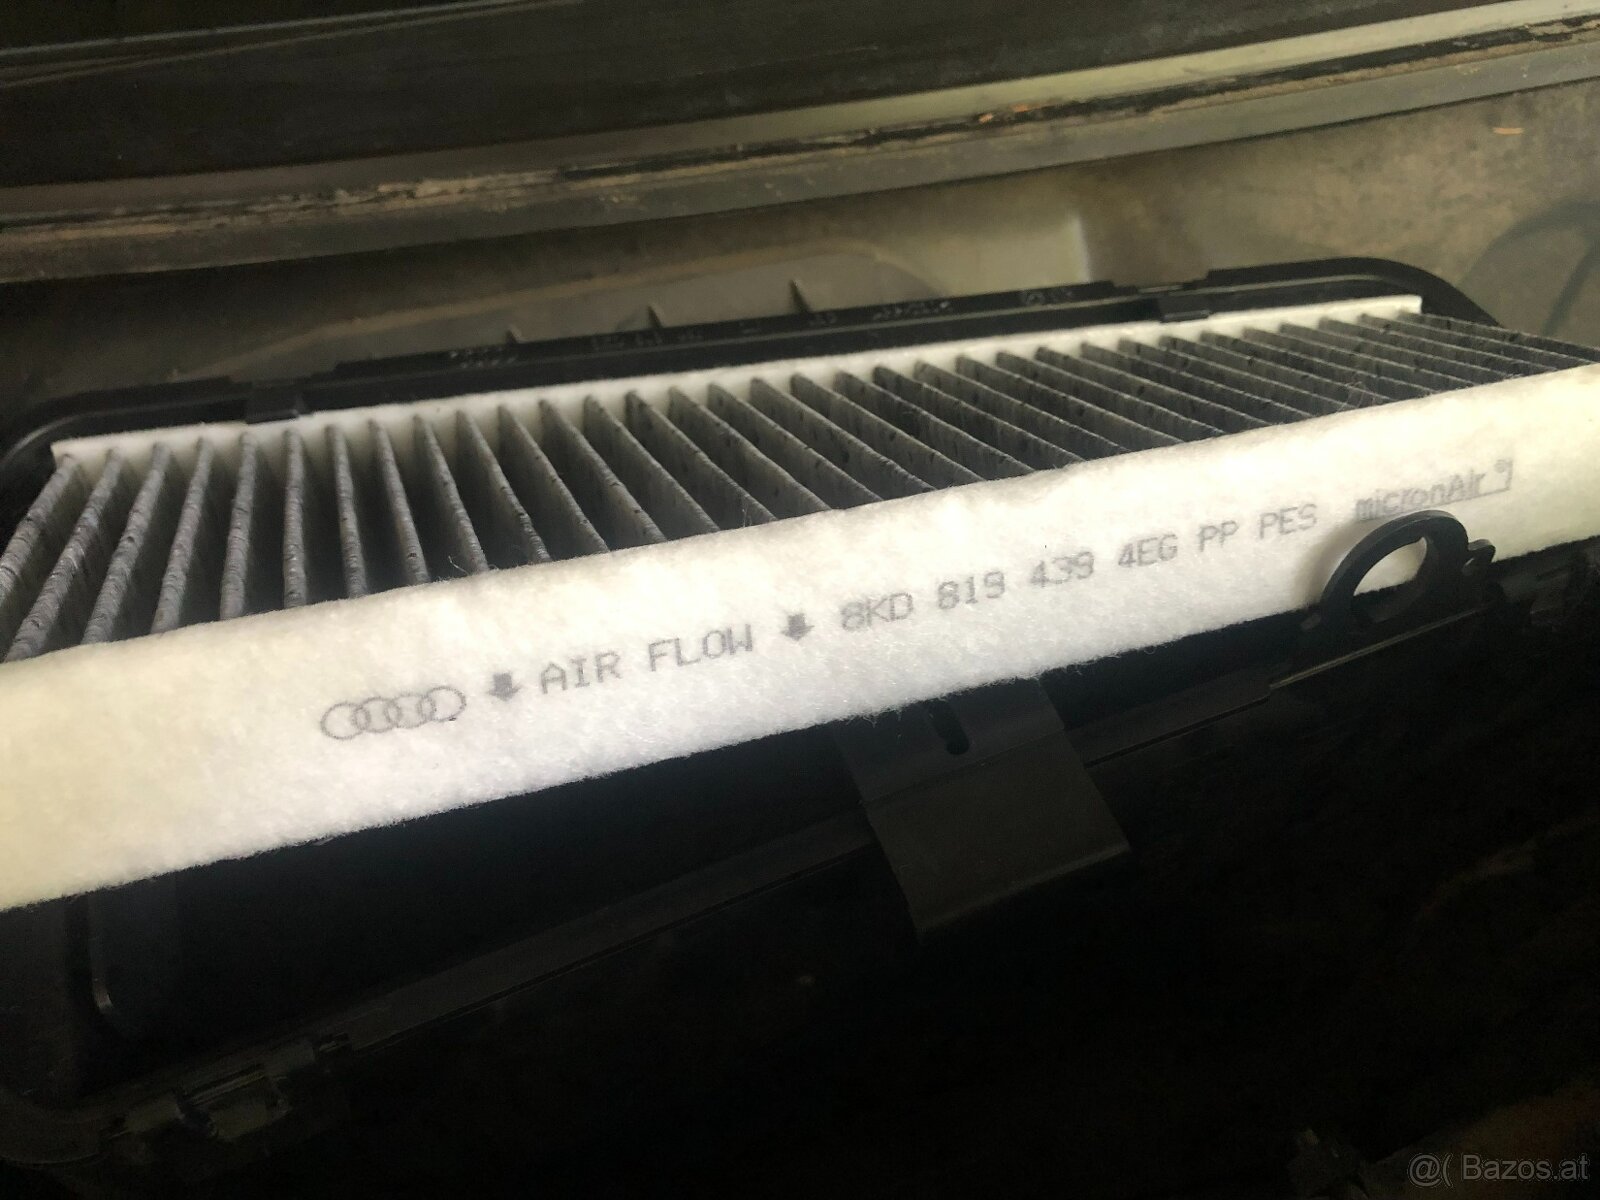 AIR FLOW 8KD 819 439 4EG PP PES micronAir
@( Bazos.at